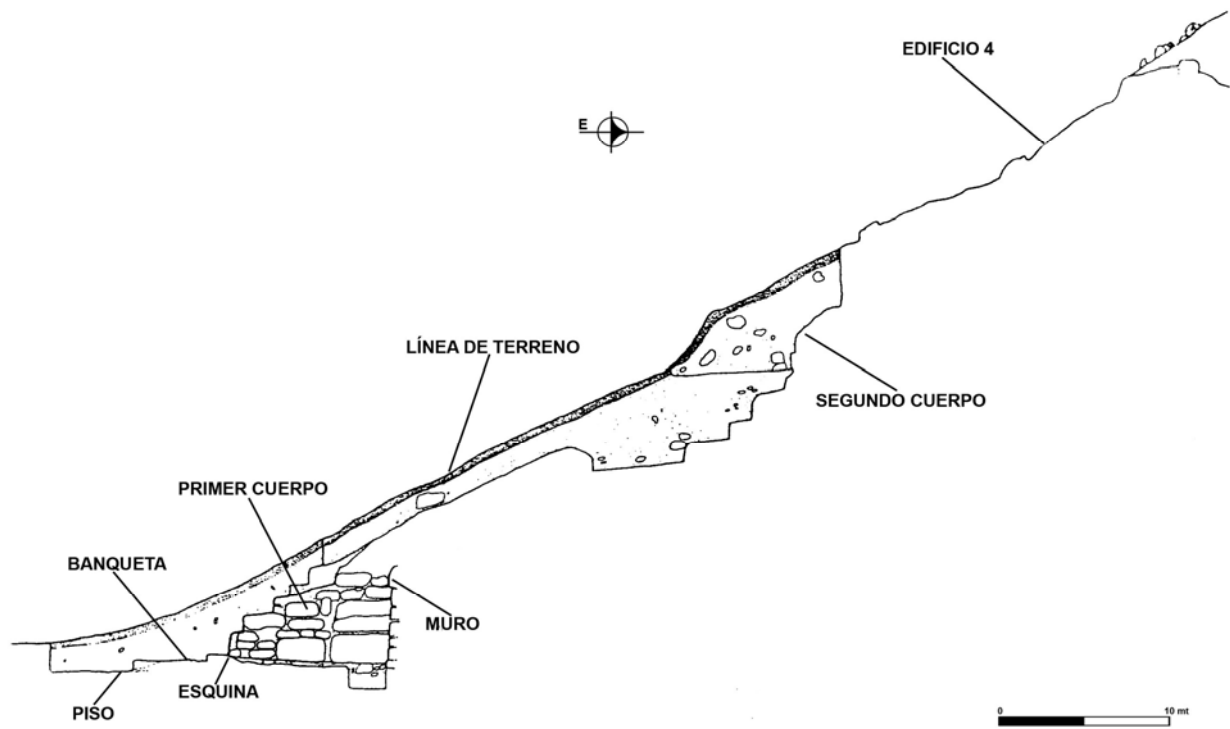 EDIFICIO 4
E
LÍNEA DE TERRENO
SEGUNDO CUERPO
PRIMER CUERPO
BANQUETA
MURO
ESQUINA
PISO
0 10 mt